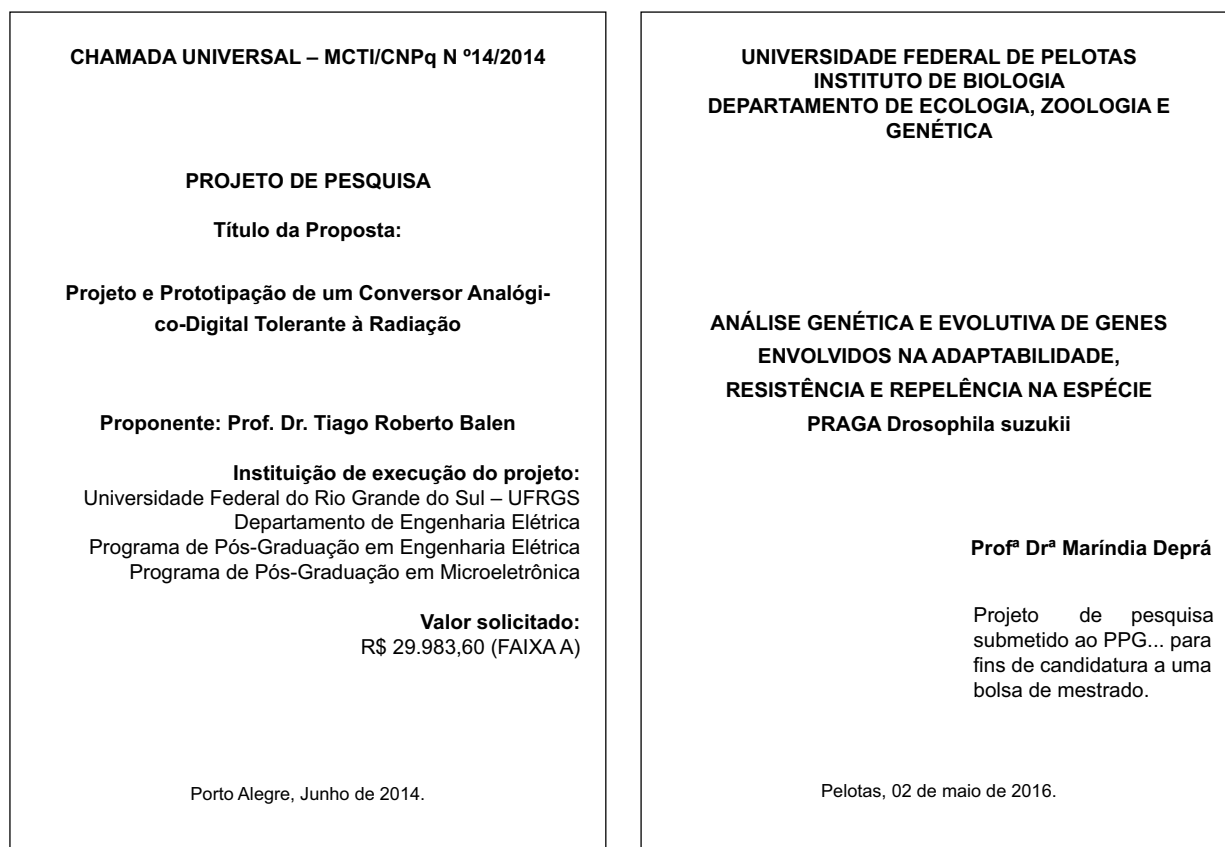 CHAMADA UNIVERSAL – MCTI/CNPq N º14/2014
PROJETO DE PESQUISA
Título da Proposta:
Projeto e Prototipação de um Conversor Analógi-
co-Digital Tolerante à Radiação
Proponente: Prof. Dr. Tiago Roberto Balen
Instituição de execução do projeto:
Universidade Federal do Rio Grande do Sul – UFRGS
Departamento de Engenharia Elétrica
Programa de Pós-Graduação em Engenharia Elétrica
Programa de Pós-Graduação em Microeletrônica
Valor solicitado:
R$ 29.983,60 (FAIXA A)
Porto Alegre, Junho de 2014.
UNIVERSIDADE FEDERAL DE PELOTAS
INSTITUTO DE BIOLOGIA
DEPARTAMENTO DE ECOLOGIA, ZOOLOGIA E
GENÉTICA
ANÁLISE GENÉTICA E EVOLUTIVA DE GENES
ENVOLVIDOS NA ADAPTABILIDADE,
RESISTÊNCIA E REPELÊNCIA NA ESPÉCIE
PRAGA Drosophila suzukii
Profª Drª Maríndia Deprá
Projeto de pesquisa
submetido ao PPG... para
fins de candidatura a uma
bolsa de mestrado.
Pelotas, 02 de maio de 2016.